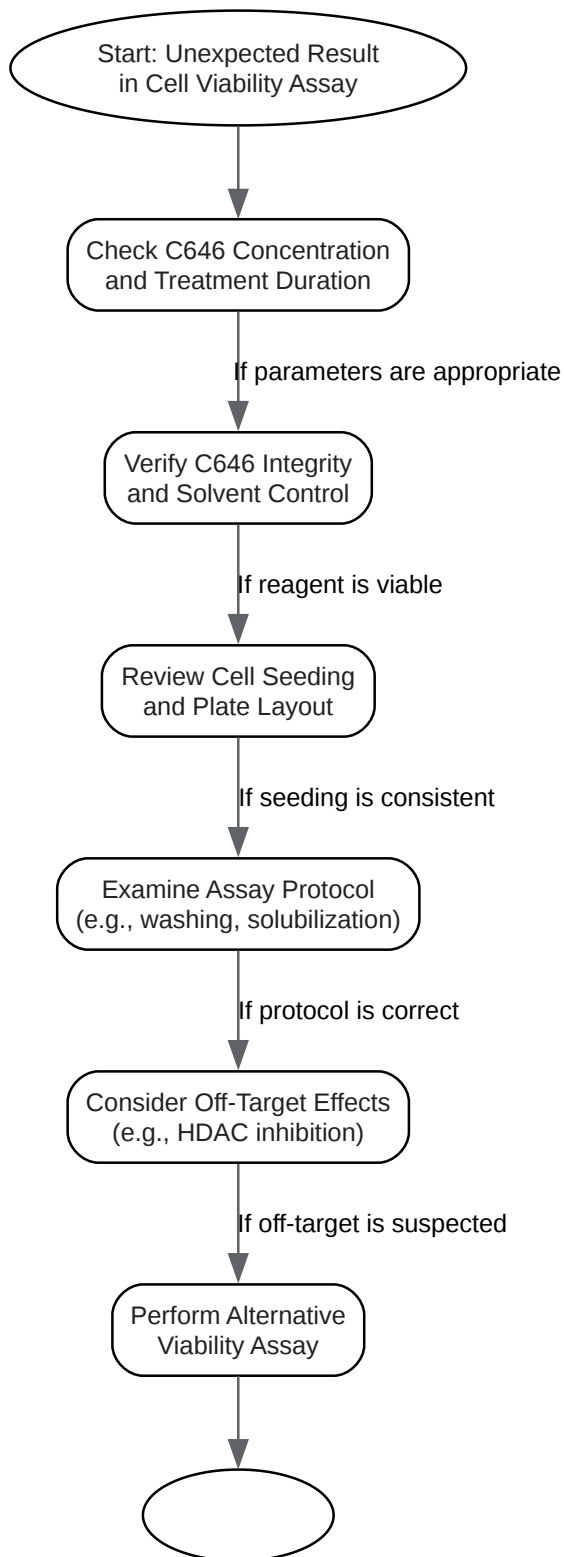 Start: Unexpected Result
in Cell Viability Assay
Check C646 Concentration
and Treatment Duration
If parameters are appropriate
Verify C646 Integrity
and Solvent Control
If reagent is viable
Review Cell Seeding
and Plate Layout
If seeding is consistent
Examine Assay Protocol
(e.g., washing, solubilization)
If protocol is correct
Consider Off-Target Effects
(e.g., HDAC inhibition)
If off-target is suspected
Perform Alternative
Viability Assay